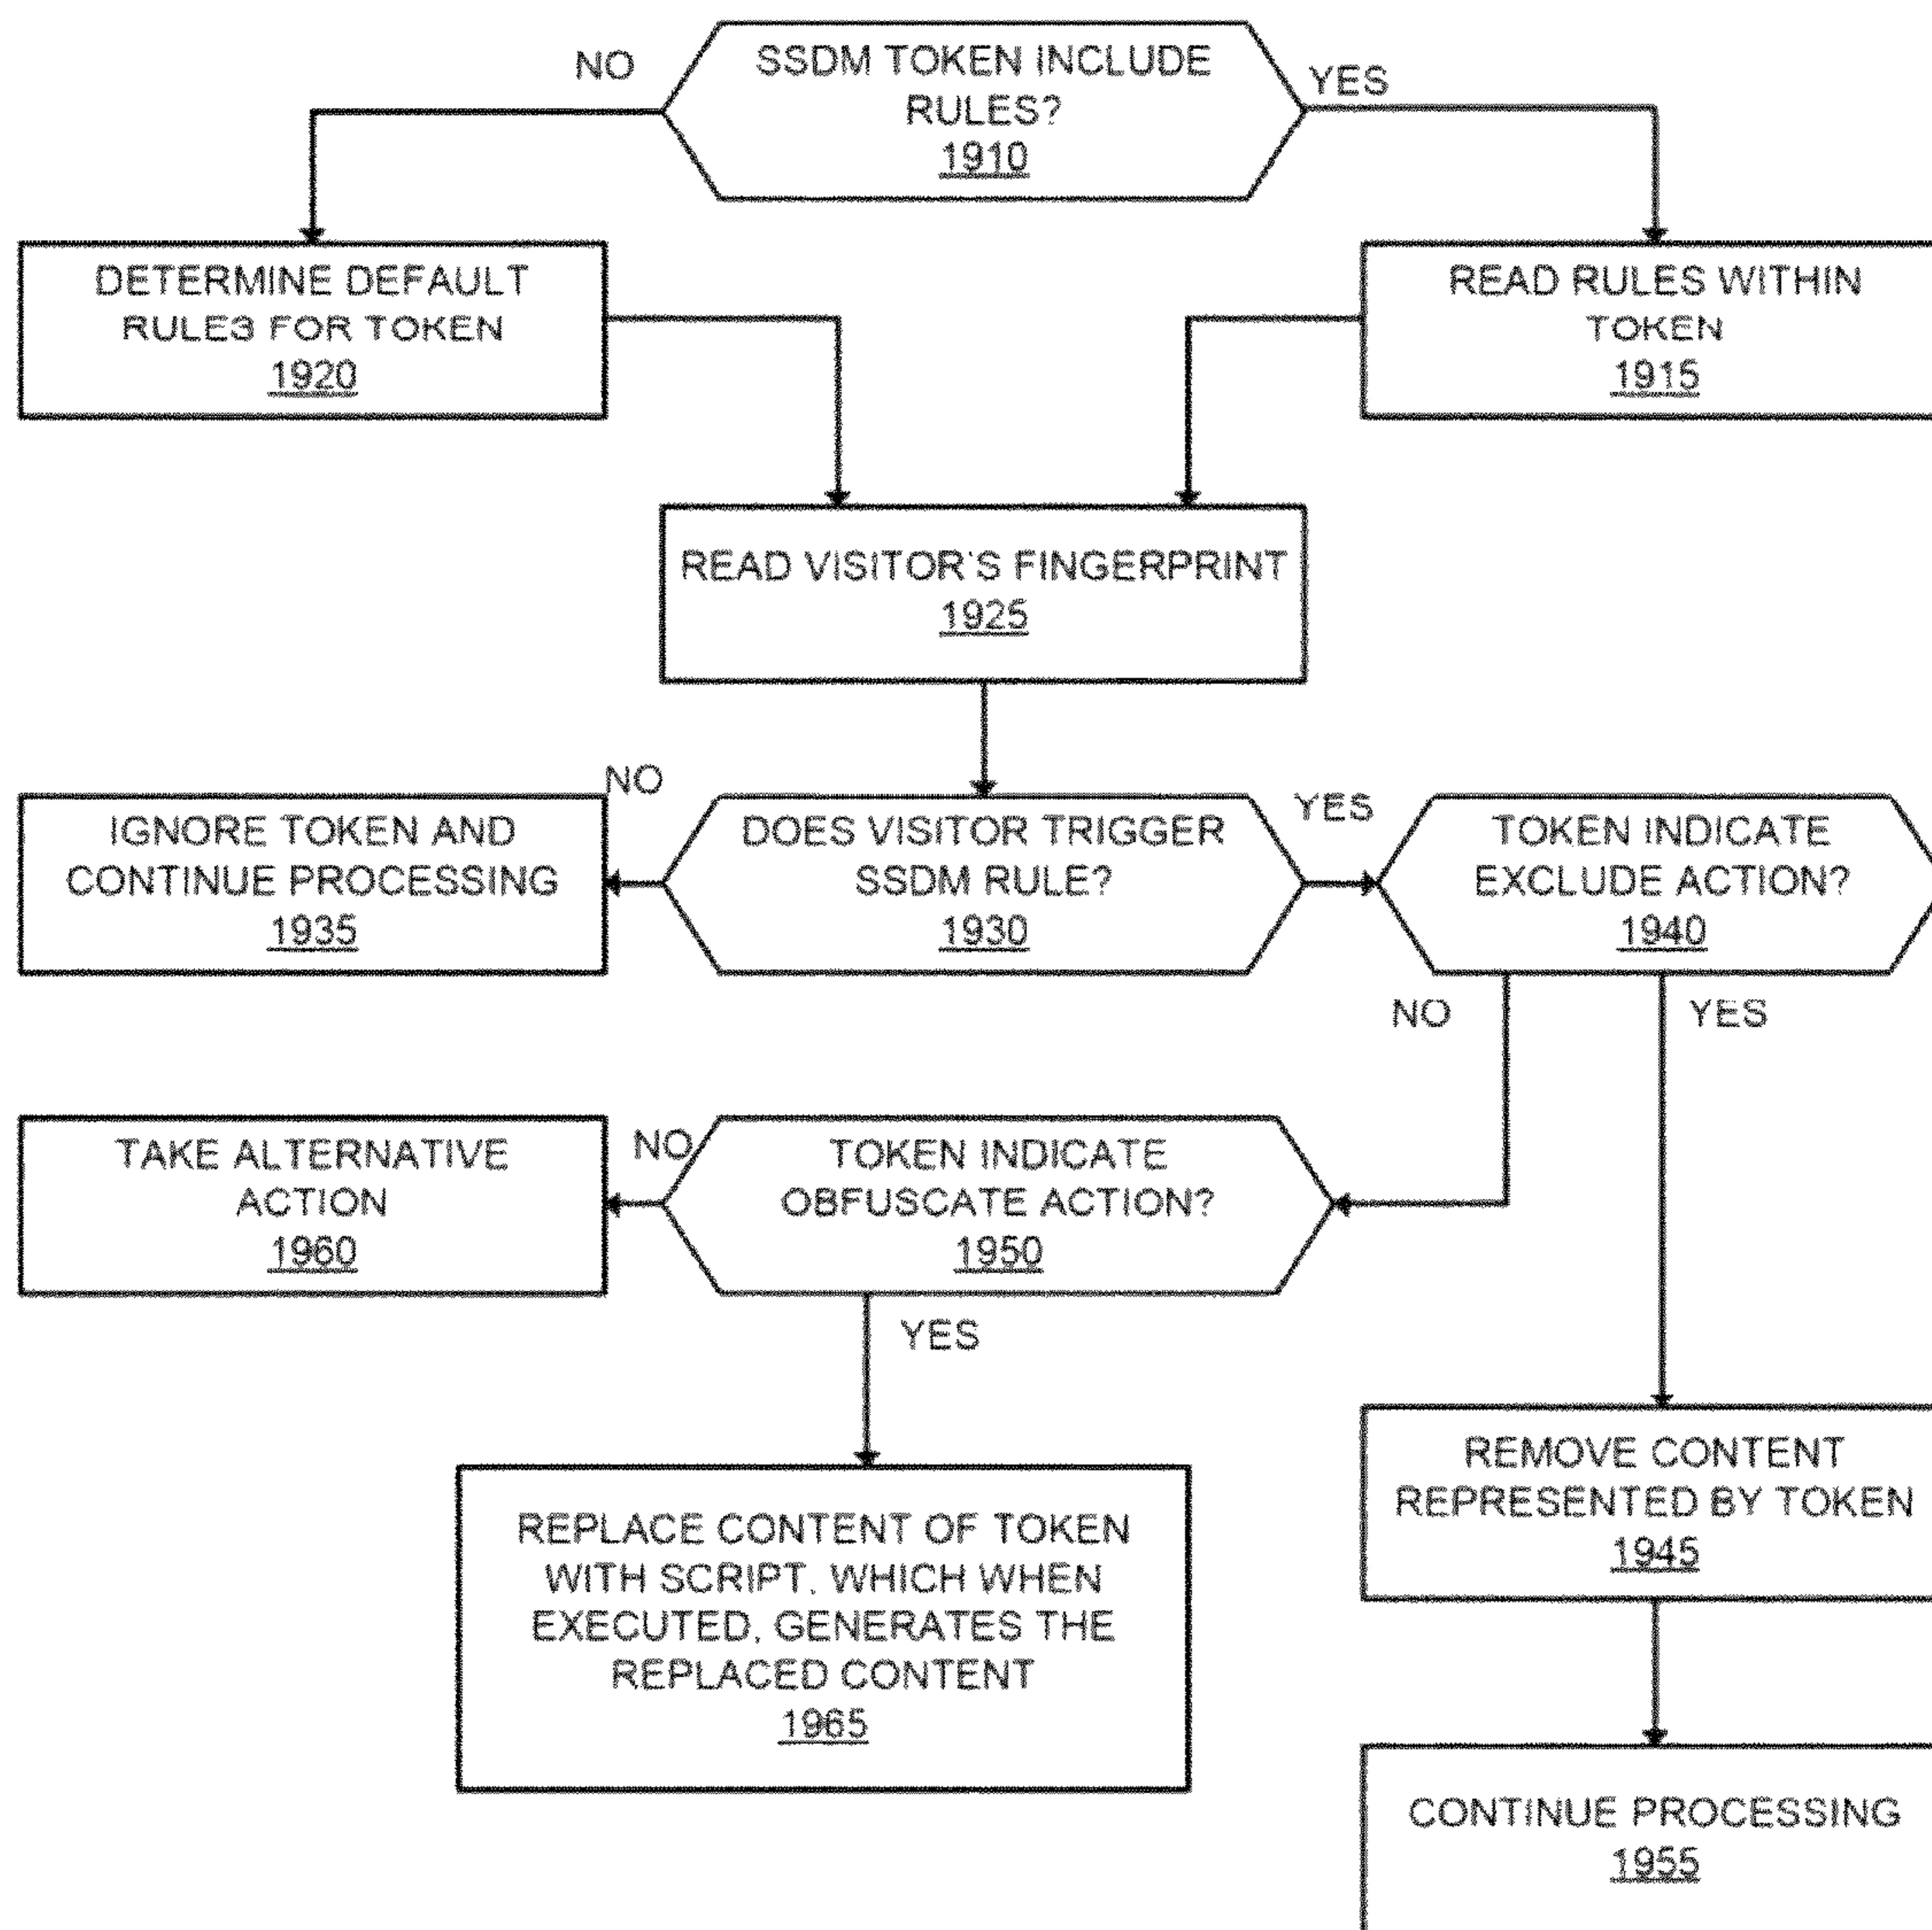 NO
SSDM TOKEN INCLUDE
RULES?
1910
YES
DETERMINE DEFAULT
RULES FOR TOKEN
1920
READ RULES WITHIN
TOKEN
1915
READ VISITOR'S FINGERPRINT
1925
NO
IGNORE TOKEN AND
CONTINUE PROCESSING
1935
DOES VISITOR TRIGGER
SSDM RULE?
1930
YES
TOKEN INDICATE
EXCLUDE ACTION?
1940
NO
YES
TAKE ALTERNATIVE
ACTION
1960
NO
TOKEN INDICATE
OBFUSCATE ACTION?
1950
YES
REPLACE CONTENT OF TOKEN
WITH SCRIPT, WHICH WHEN
EXECUTED, GENERATES THE
REPLACED CONTENT
1965
REMOVE CONTENT
REPRESENTED BY TOKEN
1945
CONTINUE PROCESSING
1955